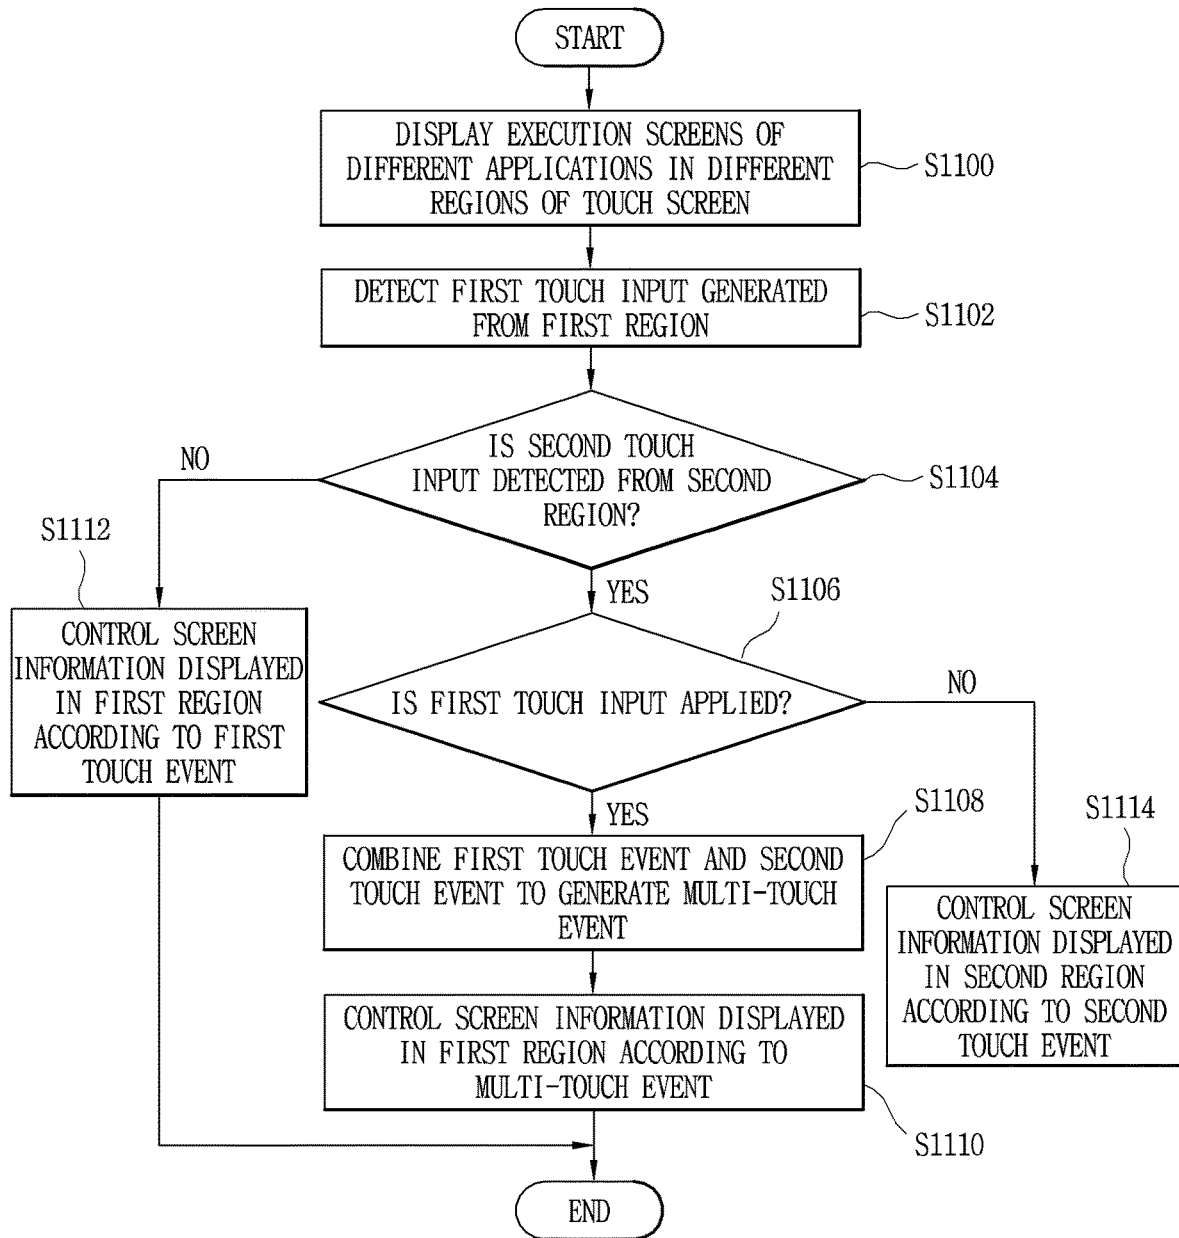 START
DISPLAY EXECUTION SCREENS OF
DIFFERENT APPLICATIONS IN DIFFERENT
REGIONS OF TOUCH SCREEN
S1100
DETECT FIRST TOUCH INPUT GENERATED
FROM FIRST REGION
S1102
IS SECOND TOUCH
INPUT DETECTED FROM SECOND
REGION?
S1104
NO
YES
S1112
CONTROL SCREEN
INFORMATION DISPLAYED
IN FIRST REGION
ACCORDING TO FIRST
TOUCH EVENT
S1106
IS FIRST TOUCH INPUT APPLIED?
NO
YES
S1108
COMBINE FIRST TOUCH EVENT AND SECOND
TOUCH EVENT TO GENERATE MULTI-TOUCH
EVENT
S1114
CONTROL SCREEN
INFORMATION DISPLAYED
IN SECOND REGION
ACCORDING TO SECOND
TOUCH EVENT
CONTROL SCREEN INFORMATION DISPLAYED
IN FIRST REGION ACCORDING TO
MULTI-TOUCH EVENT
S1110
END